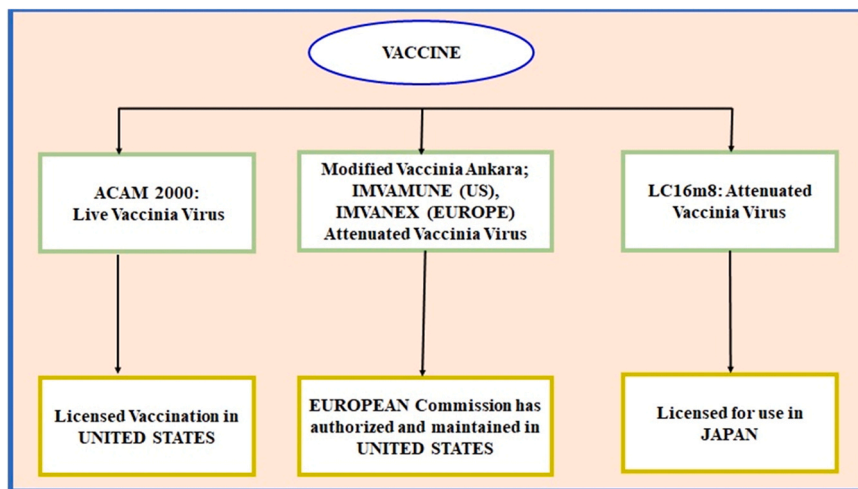 VACCINE
ACAM 2000:
Live Vaccinia Virus
Modified Vaccinia Ankara;
IMVAMUNE (US),
IMVANEX (EUROPE)
Attenuated Vaccinia Virus
LC16m8: Attenuated
Vaccinia Virus
Licensed Vaccination in
UNITED STATES
EUROPEAN Commission has
authorized and maintained in
UNITED STATES
Licensed for use in
JAPAN